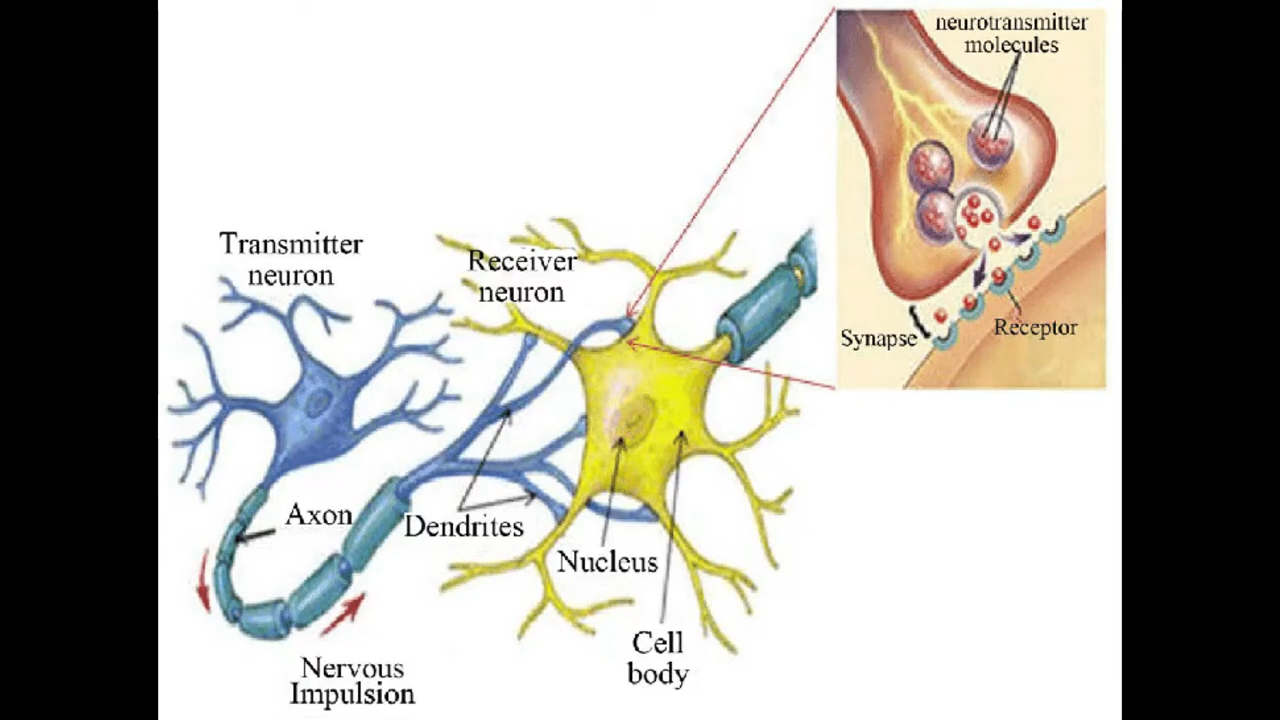 neurotransmitter
molecules
Transmitter
neuron
Receiver
neuron
Synapse
Receptor
Axon
Dendrites
Nucleus
Cell
body
Nervous
Impulsion